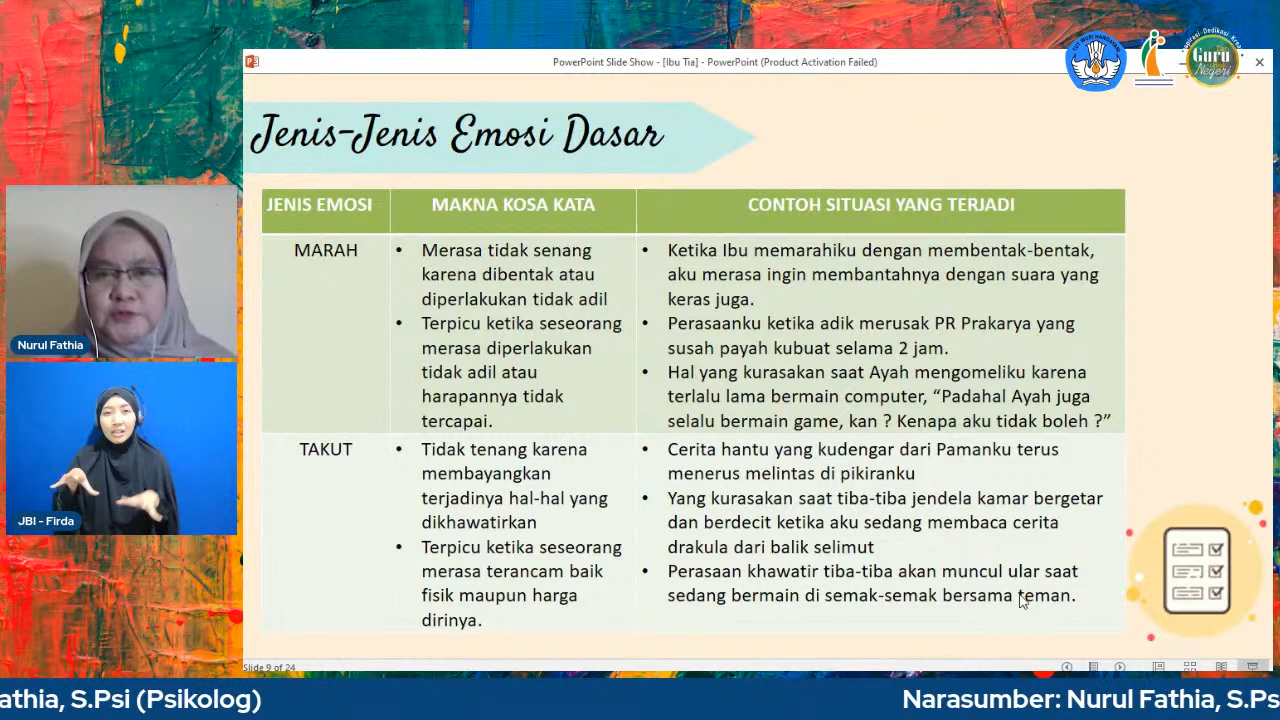 PowerPoint Slide Show - [Ibu Tia] - PowerPoint (Product Activation Failed)
TUT WURI HANDAYANI
Guru
Negeri
Jenis-Jenis Emosi Dasar
JENIS EMOSI
MAKNA KOSA KATA
CONTOH SITUASI YANG TERJADI
MARAH
• Merasa tidak senang
karena dibentak atau
diperlakukan tidak adil
• Terpicu ketika seseorang
merasa diperlakukan
tidak adil atau
harapannya tidak
tercapai.
• Ketika Ibu memarahiku dengan membentak-bentak,
aku merasa ingin membantahnya dengan suara yang
keras juga.
• Perasaanku ketika adik merusak PR Prakarya yang
susah payah kubuat selama 2 jam.
• Hal yang kurasakan saat Ayah mengomeliku karena
terlalu lama bermain computer, “Padahal Ayah juga
selalu bermain game, kan ? Kenapa aku tidak boleh ?”
TAKUT
• Tidak tenang karena
membayangkan
terjadinya hal-hal yang
dikhawatirkan
• Terpicu ketika seseorang
merasa terancam baik
fisik maupun harga
dirinya.
• Cerita hantu yang kudengar dari Pamanku terus
menerus melintas di pikiranku
• Yang kurasakan saat tiba-tiba jendela kamar bergetar
dan berdecit ketika aku sedang membaca cerita
drakula dari balik selimut
• Perasaan khawatir tiba-tiba akan muncul ular saat
sedang bermain di semak-semak bersama teman.
Nurul Fathia
JBI - Firda
Slide 9 of 24
athia, S.Psi (Psikolog)
Narasumber: Nurul Fathia, S.Ps